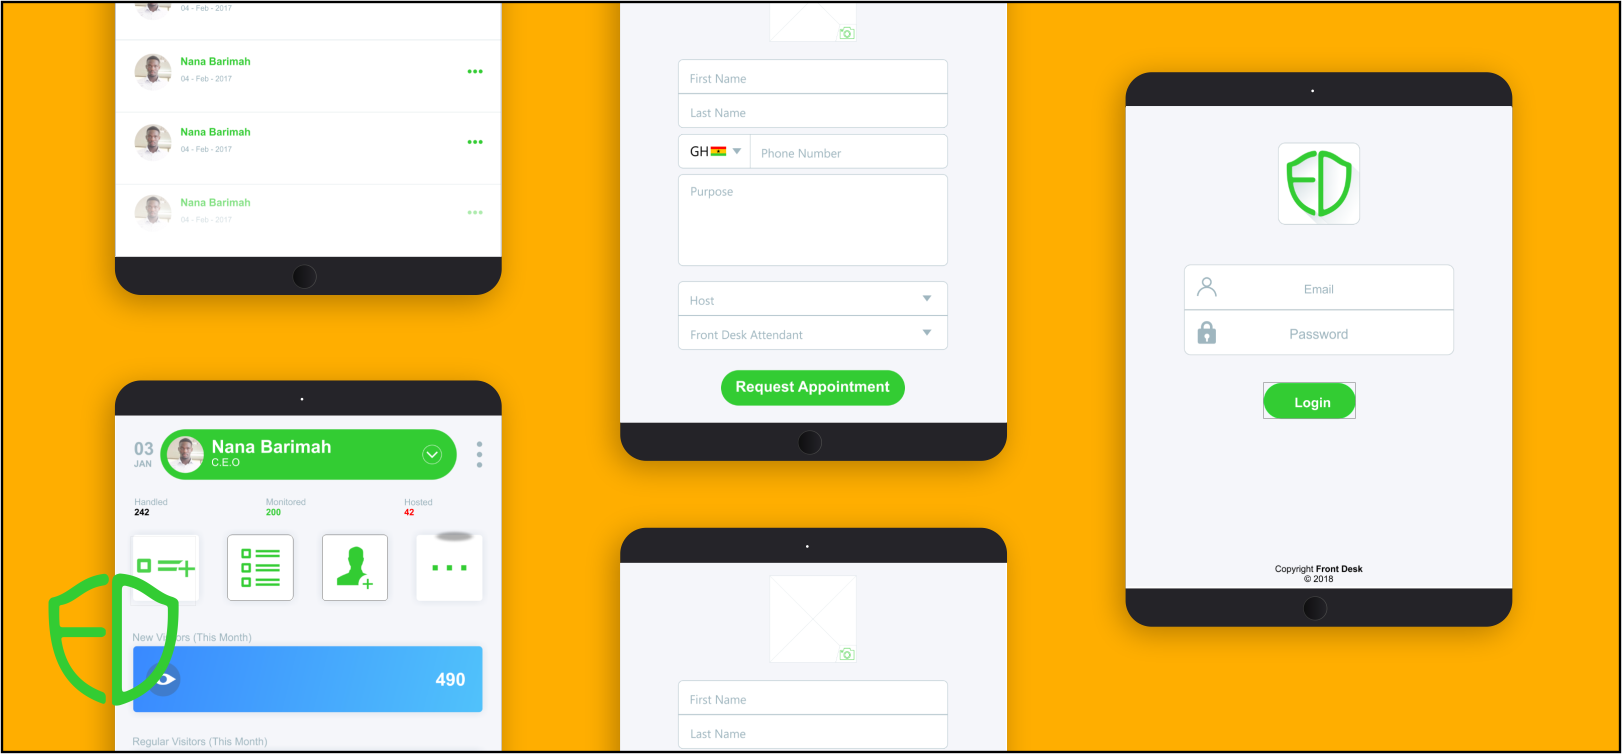 04 - Feb - 2017
Nana Barimah
04 - Feb - 2017
Nana Barimah
04 - Feb - 2017
Nana Barimah
04 - Feb - 2017
03
JAN
Nana Barimah
C.E.O
Handled
242
Monitored
200
Hosted
42
New Visitors (This Month)
490
Regular Visitors (This Month)
First Name
Last Name
GH
Phone Number
Purpose
Host
Front Desk Attendant
Request Appointment
First Name
Last Name
Email
Password
Login
Copyright Front Desk
© 2018